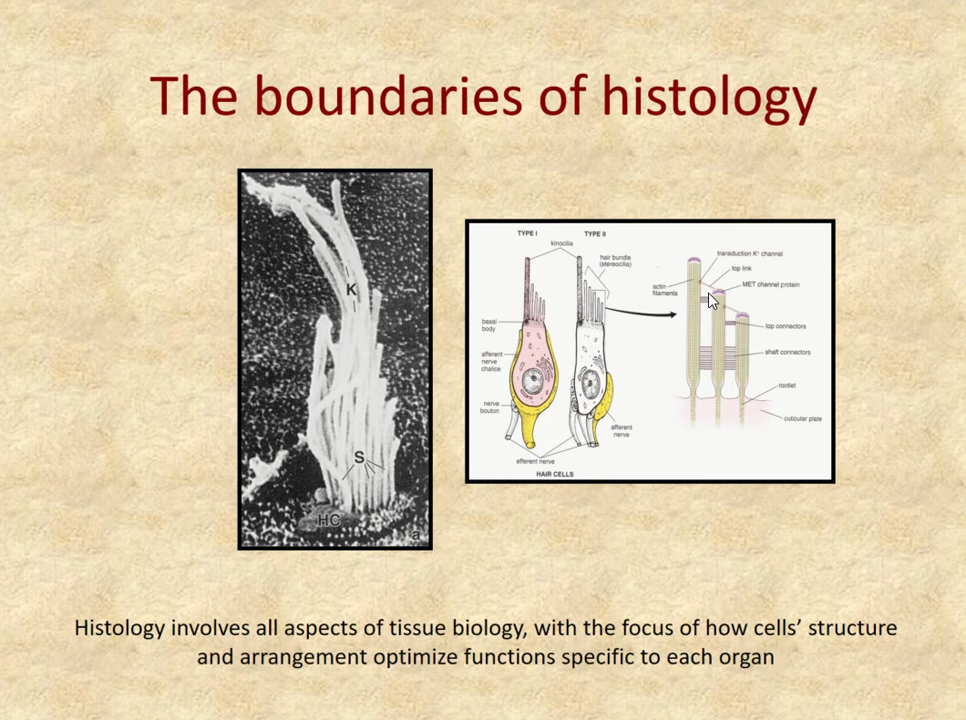 The boundaries of histology
K
S
HC
a
TYPE I
TYPE II
kinocilia
hair bundle
(stereocilia)
basal
body
afferent
nerve
chalice
nerve
bouton
afferent
nerve
efferent nerve
HAIR CELLS
transduction K⁺ channel
top link
MET channel protein
actin
filaments
top connectors
shaft connectors
rootlet
cuticular plate
Histology involves all aspects of tissue biology, with the focus of how cells’ structure
and arrangement optimize functions specific to each organ